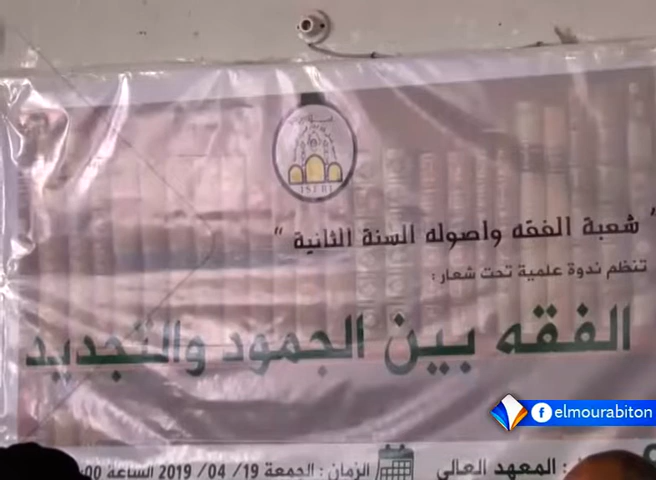 ISERI
" شعبة الفقه واصوله السنة الثانية "
تنظم ندوة علمية تحت شعار :
الفقه بين الجمود والتجديد
elmourabiton
: المعهد العالي
الزمان : الجمعة 19/ 04/ 2019 الساعة